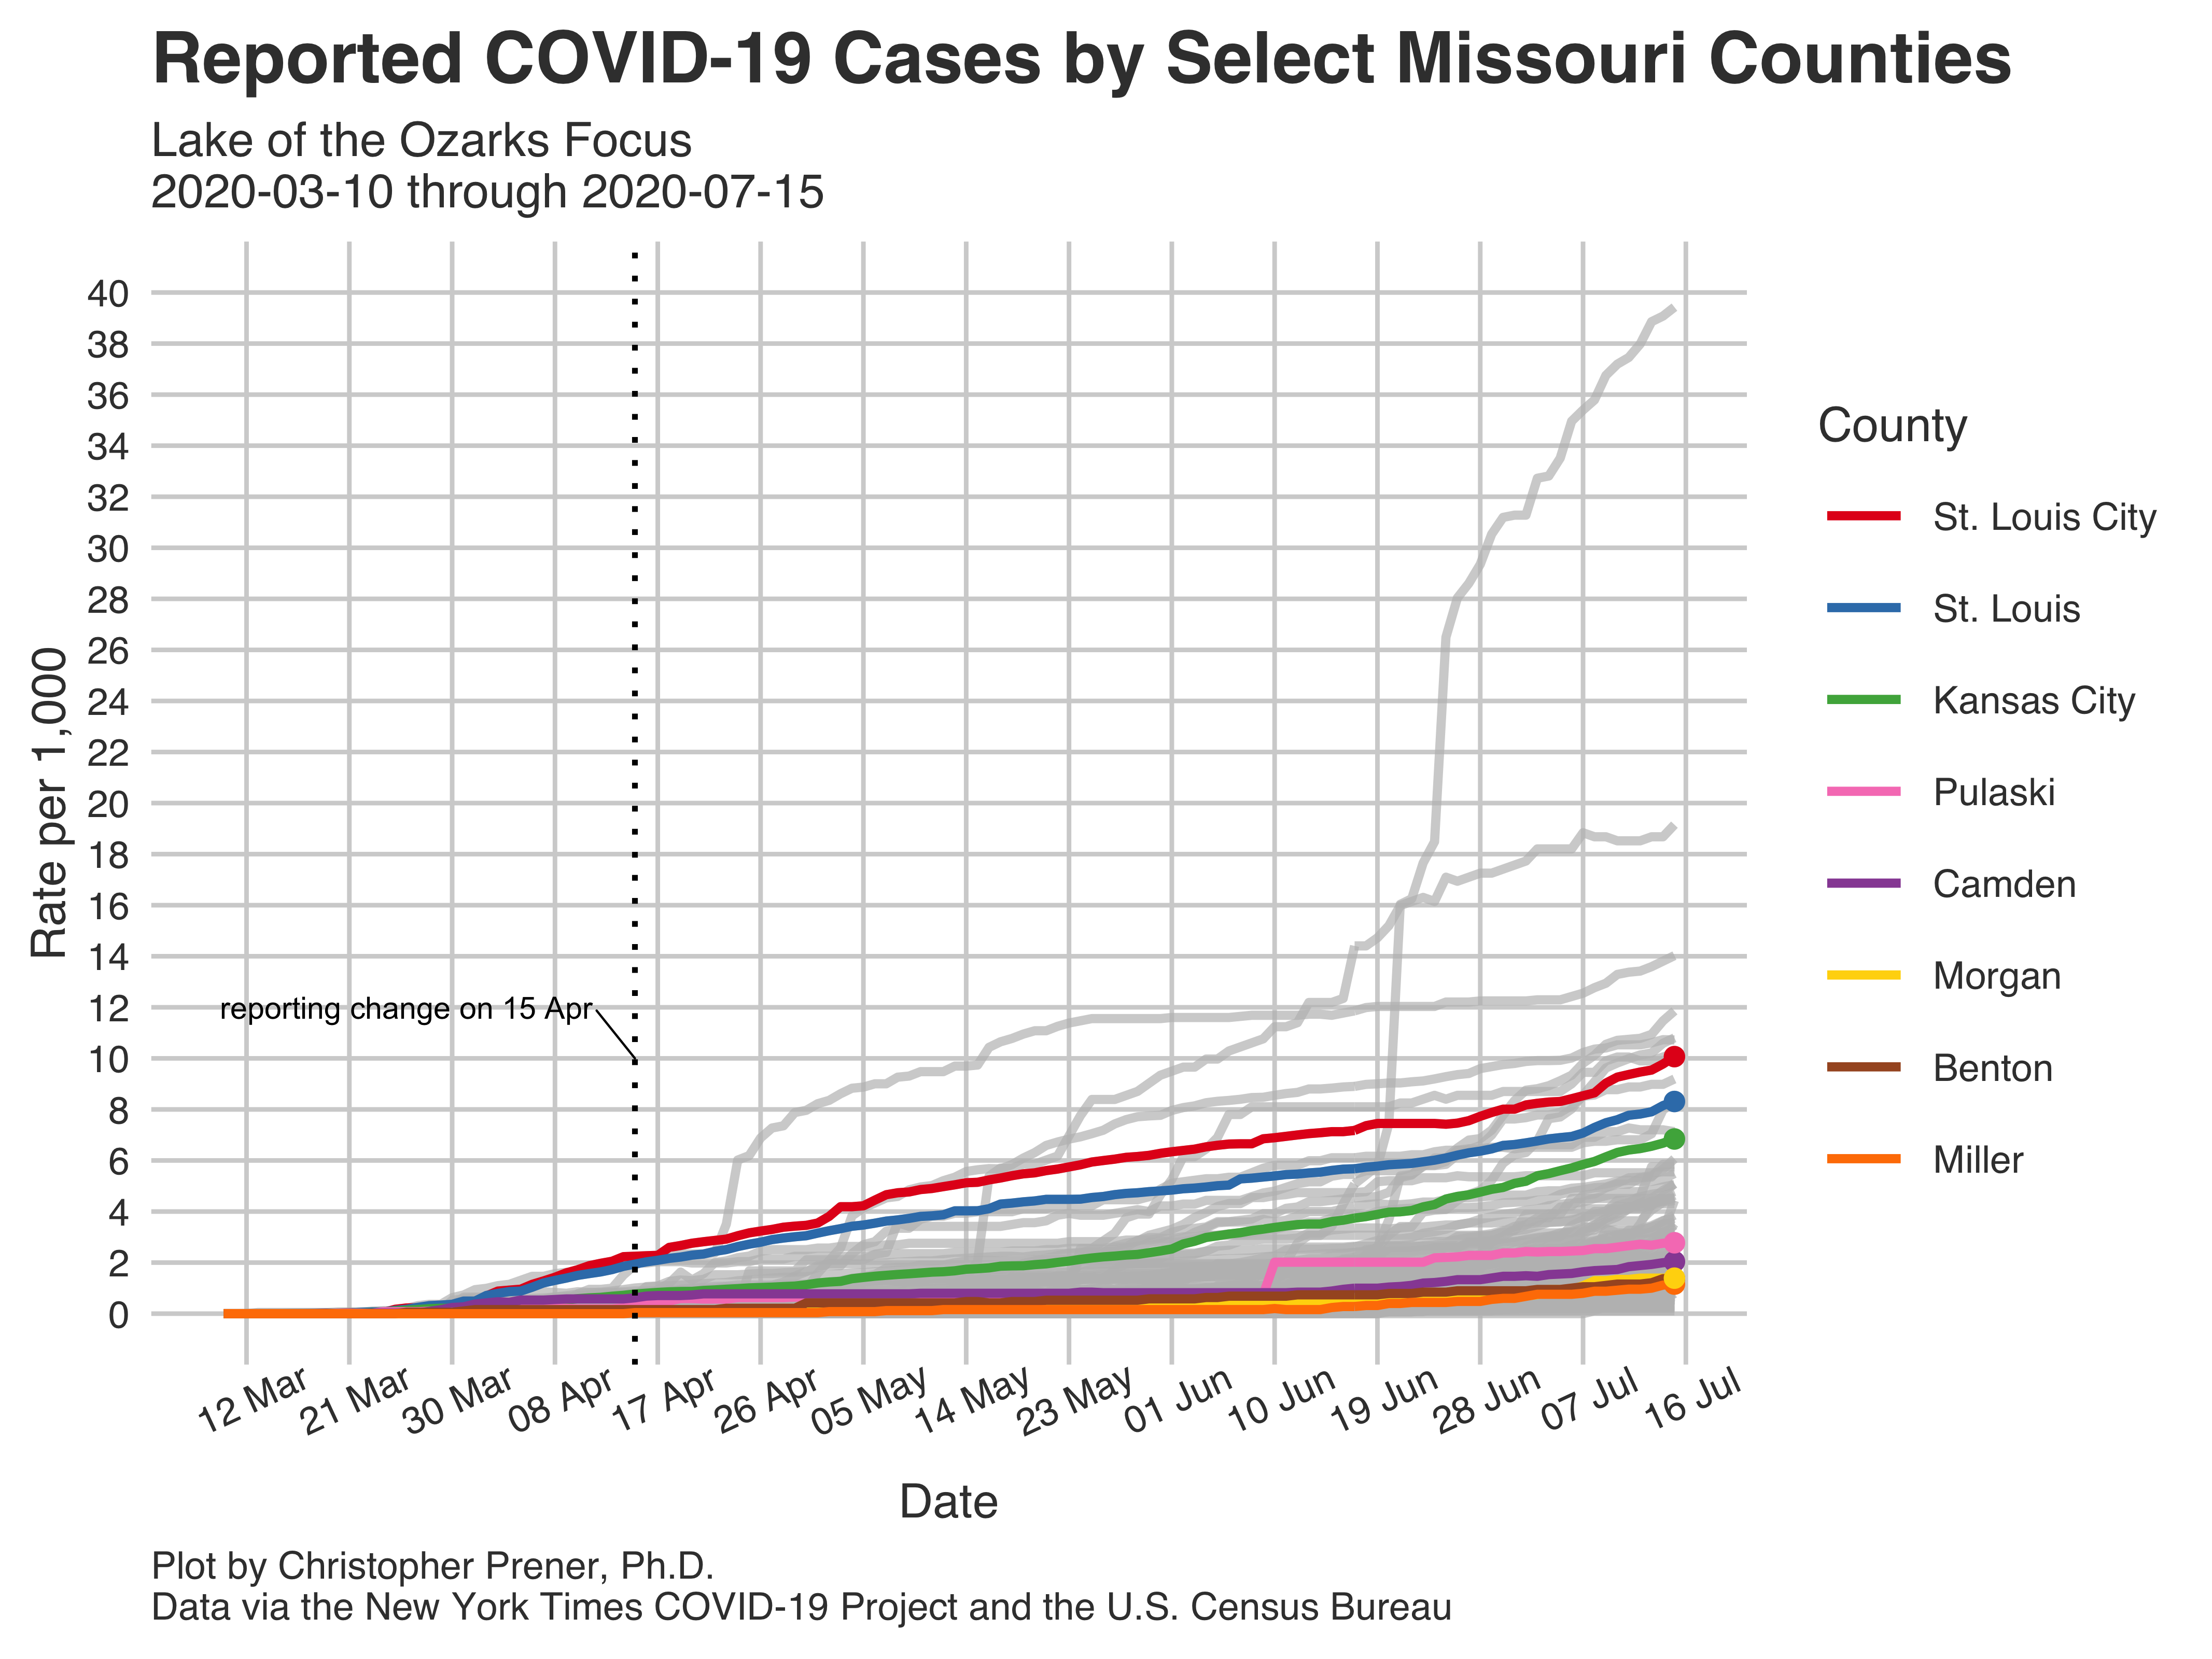 Reported COVID-19 Cases by Select Missouri Counties
Lake of the Ozarks Focus
2020-03-10 through 2020-07-15
40
38
36
34
32
30
28
26
24
22
20
18
16
14
12
10
8
6
4
2
0
Rate per 1,000
reporting change on 15 Apr
12 Mar
21 Mar
30 Mar
08 Apr
17 Apr
26 Apr
05 May
14 May
23 May
01 Jun
10 Jun
19 Jun
28 Jun
07 Jul
16 Jul
Date
County
St. Louis City
St. Louis
Kansas City
Pulaski
Camden
Morgan
Benton
Miller
Plot by Christopher Prener, Ph.D.
Data via the New York Times COVID-19 Project and the U.S. Census Bureau